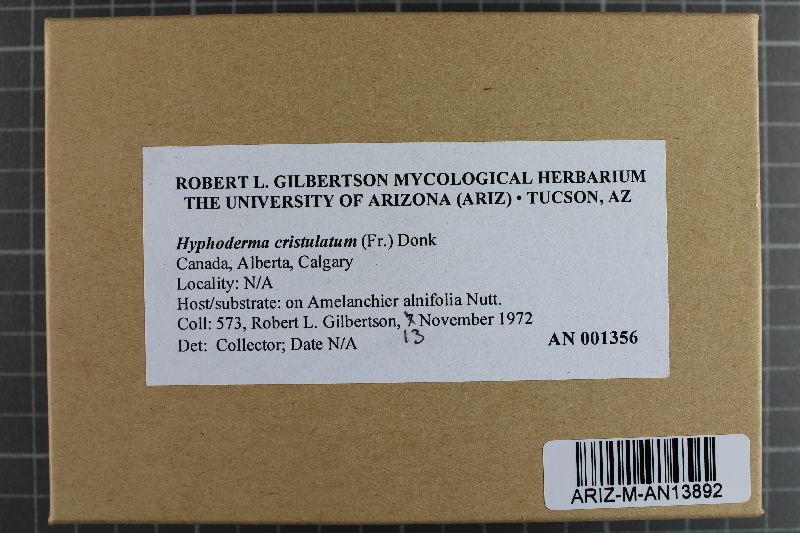 ROBERT L. GILBERTSON MYCOLOGICAL HERBARIUM
THE UNIVERSITY OF ARIZONA (ARIZ) • TUCSON, AZ
Hyphoderma cristulatum (Fr.) Donk
Canada, Alberta, Calgary
Locality: N/A
Host/substrate: on Amelanchier alnifolia Nutt.
Coll: 573, Robert L. Gilbertson, November 1972
13
Det: Collector; Date N/A
AN 001356
ARIZ-M-AN13892